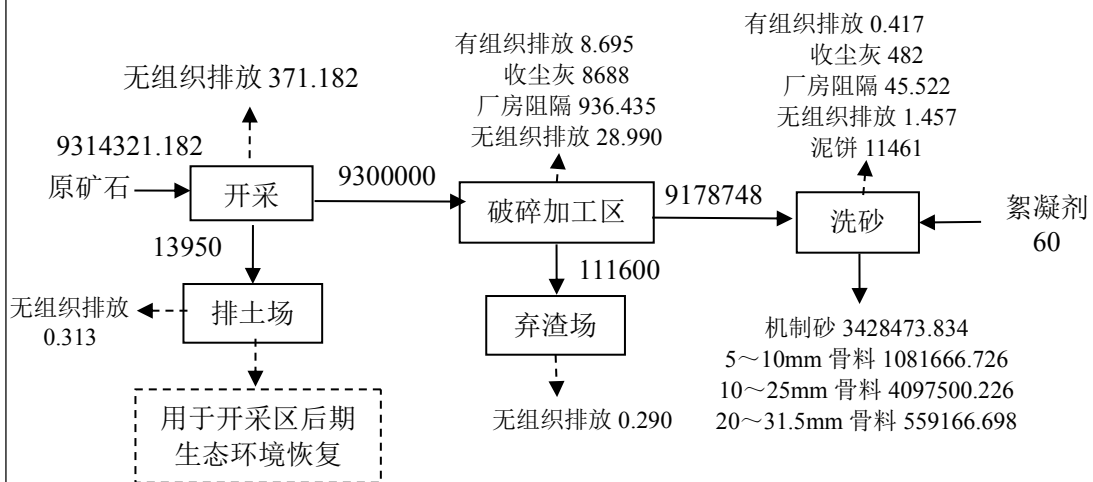 无组织排放 371.182
9314321.182
原矿石
开采
9300000
13950
无组织排放
0.313
排土场
用于开采区后期
生态环境恢复
有组织排放 8.695
收尘灰 8688
厂房阻隔 936.435
无组织排放 28.990
破碎加工区
9178748
111600
弃渣场
无组织排放 0.290
有组织排放 0.417
收尘灰 482
厂房阻隔 45.522
无组织排放 1.457
泥饼 11461
洗砂
絮凝剂
60
机制砂 3428473.834
5～10mm 骨料 1081666.726
10～25mm 骨料 4097500.226
20～31.5mm 骨料 559166.698